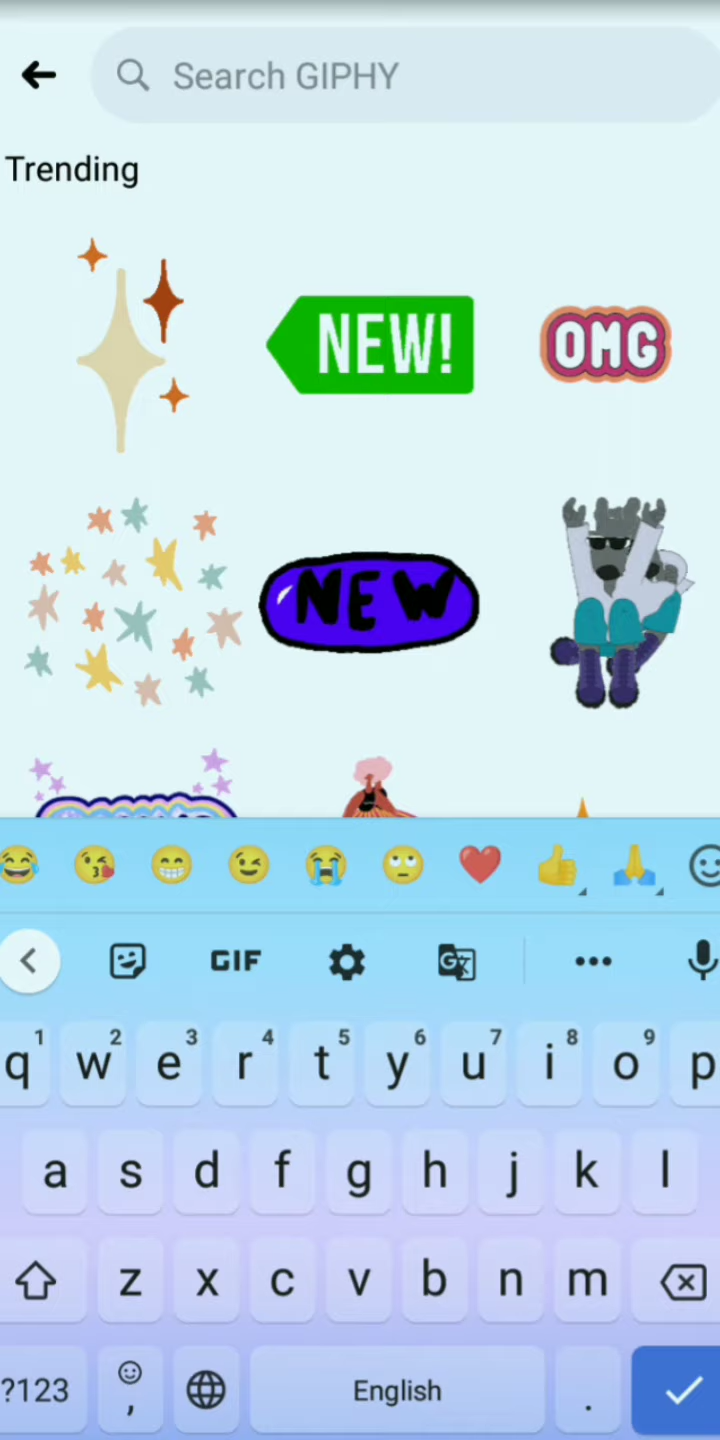 Search GIPHY
Trending
NEW!
OMG
NEW
GIF
G
1 2 3 4 5 6 7 8 9
q w e r t y u i o p
a s d f g h j k l
z x c v b n m
?123 , English .